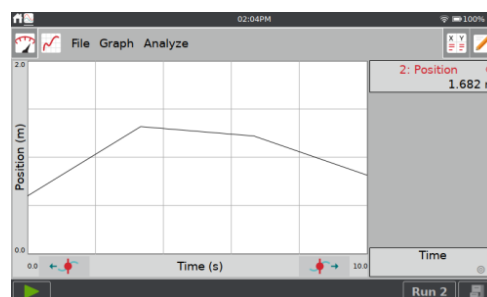 02:04PM
100%
File Graph Analyze
X Y
2.0
Position (m)
0.0
0.0
Time (s)
10.0
2: Position
1.682
Time
Run 2